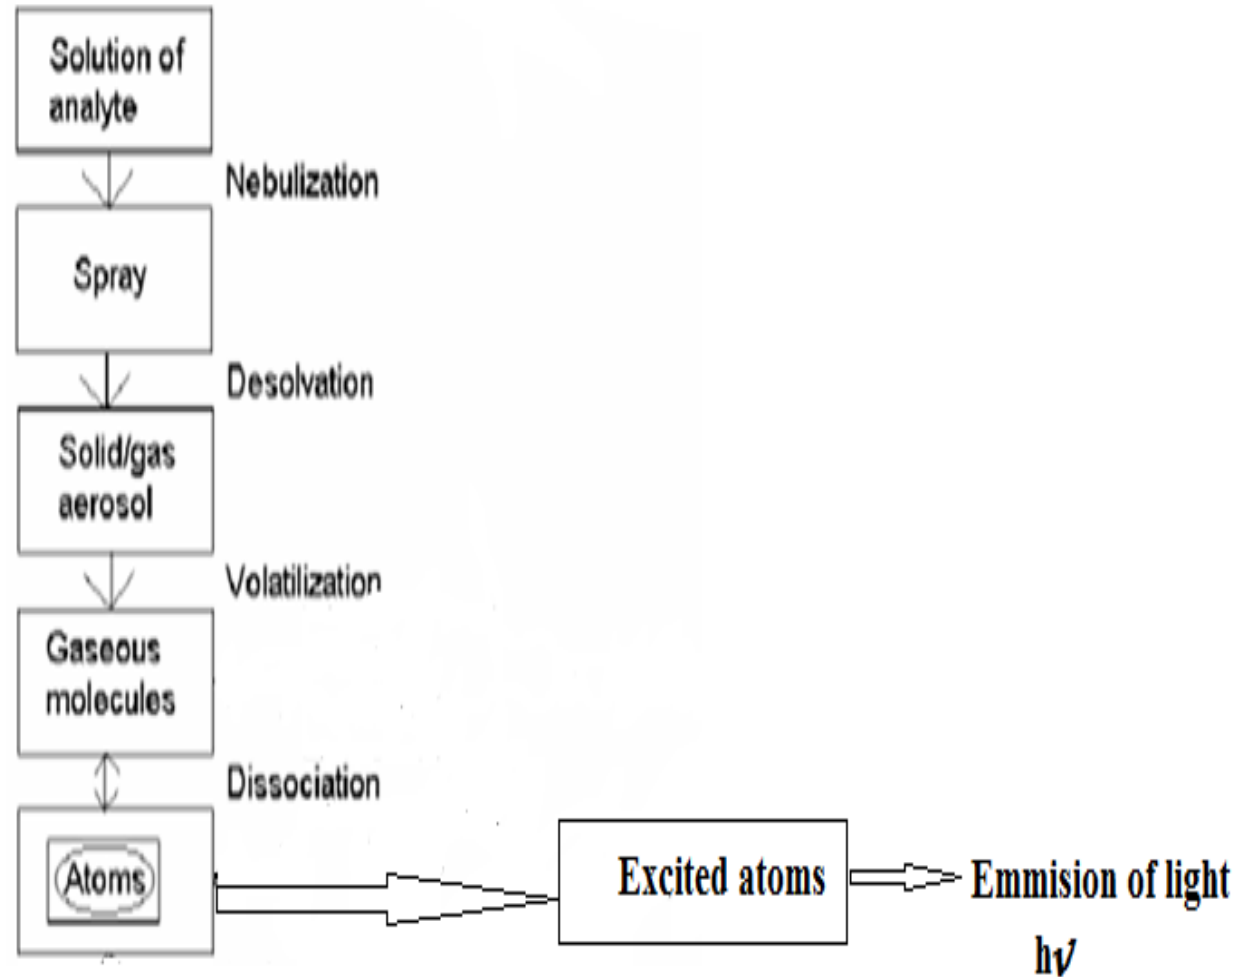 Solution of
analyte
Nebulization
Spray
Desolvation
Solid/gas
aerosol
Volatilization
Gaseous
molecules
Dissociation
Atoms
Excited atoms
Emmision of light
hν